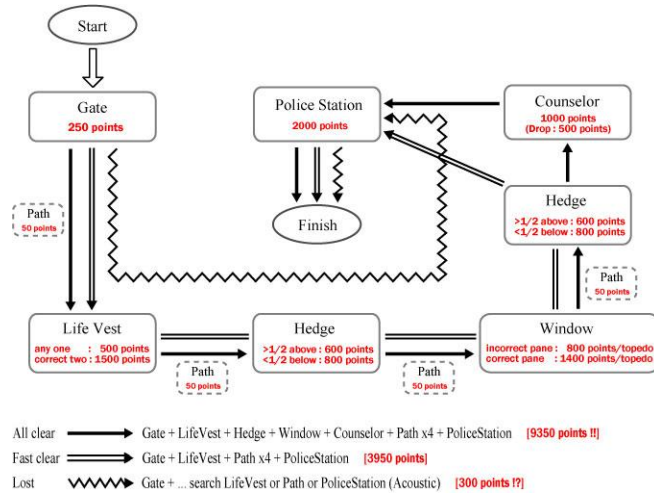 Start
Gate
250 points
Police Station
2000 points
Counselor
1000 points
(Drop : 500 points)
Path
50 points
Finish
Hedge
>1/2 above : 600 points
<1/2 below : 800 points
Path
50 points
Life Vest
any one : 500 points
correct two : 1500 points
Path
50 points
Hedge
>1/2 above : 600 points
<1/2 below : 800 points
Path
50 points
Window
incorrect pane : 800 points/topedo
correct pane : 1400 points/topedo
All clear Gate + LifeVest + Hedge + Window + Counselor + Path x4 + PoliceStation [9350 points !!]
Fast clear Gate + LifeVest + Path x4 + PoliceStation [3950 points]
Lost Gate + ... search LifeVest or Path or PoliceStation (Acoustic) [300 points !?]